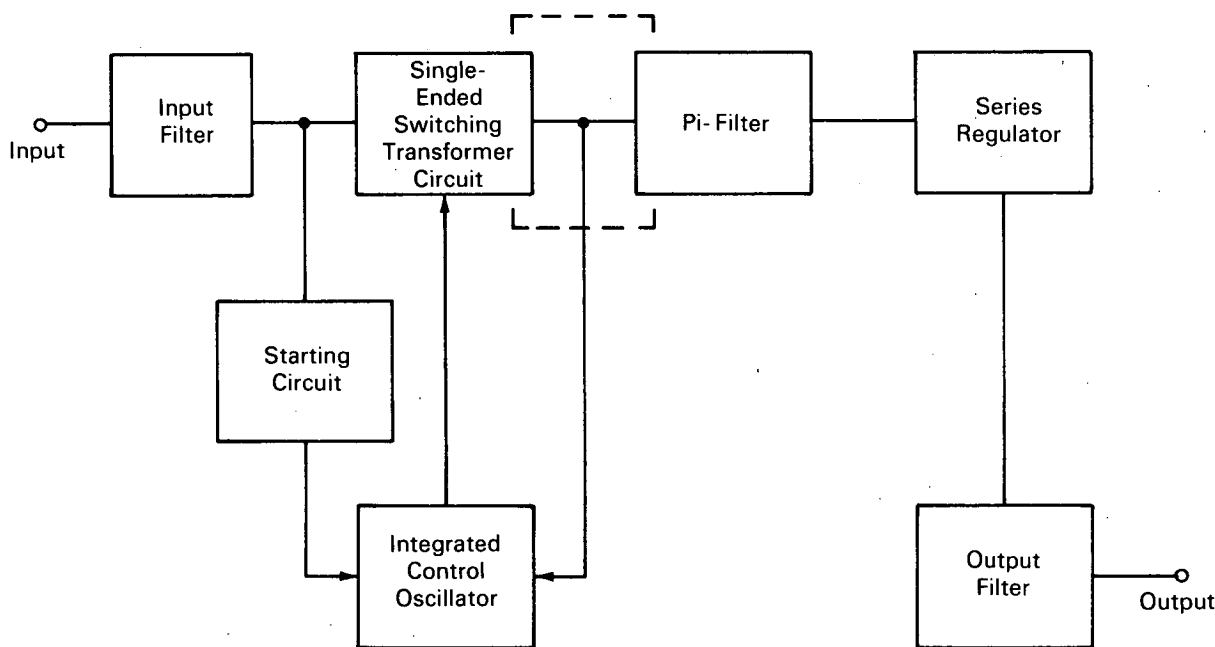 Input
Input
Filter
Single-
Ended
Switching
Transformer
Circuit
Pi-Filter
Series
Regulator
Starting
Circuit
Integrated
Control
Oscillator
Output
Filter
Output